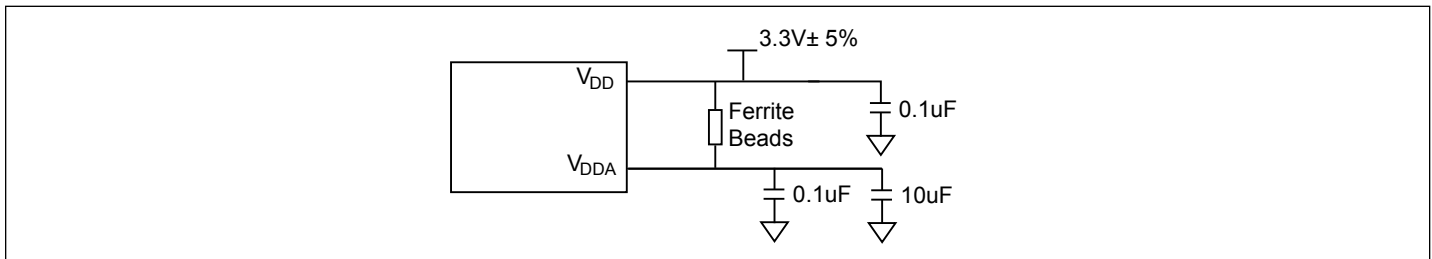 3.3V± 5%
VDD
0.1uF
Ferrite
Beads
VDDA
0.1uF
10uF